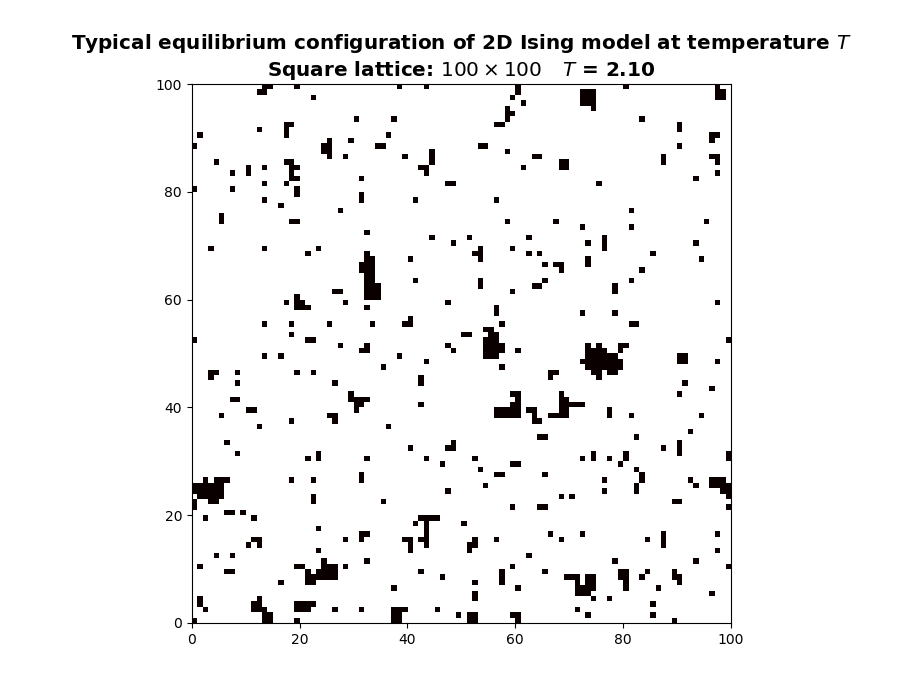 Typical equilibrium configuration of 2D Ising model at temperature T
Square lattice: 100 × 100 T = 2.10
100
80
60
40
20
0
0 20 40 60 80 100